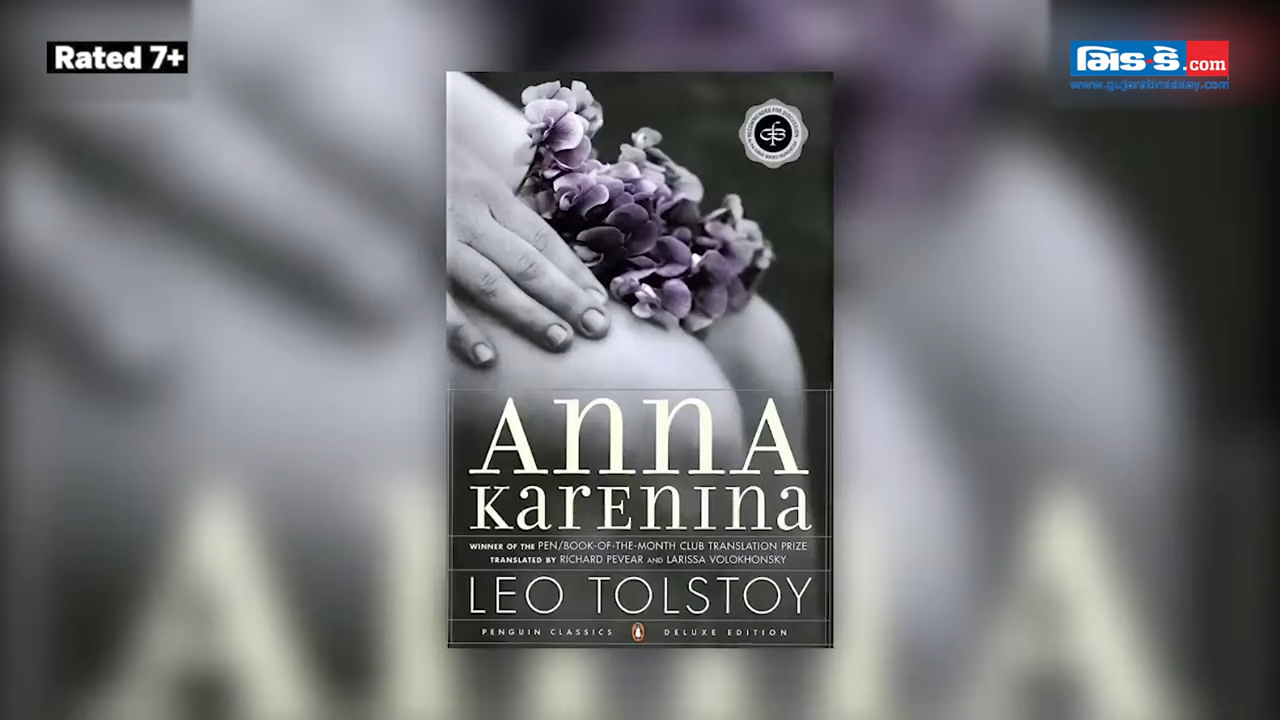 Rated 7+
મિડ-ડે.com
www.gujaratimidday.com
Anna
Karenina
WINNER OF THE PEN/BOOK-OF-THE-MONTH CLUB TRANSLATION PRIZE
TRANSLATED BY RICHARD PEVEAR AND LARISSA VOLOKHONSKY
LEO TOLSTOY
PENGUIN CLASSICS DELUXE EDITION